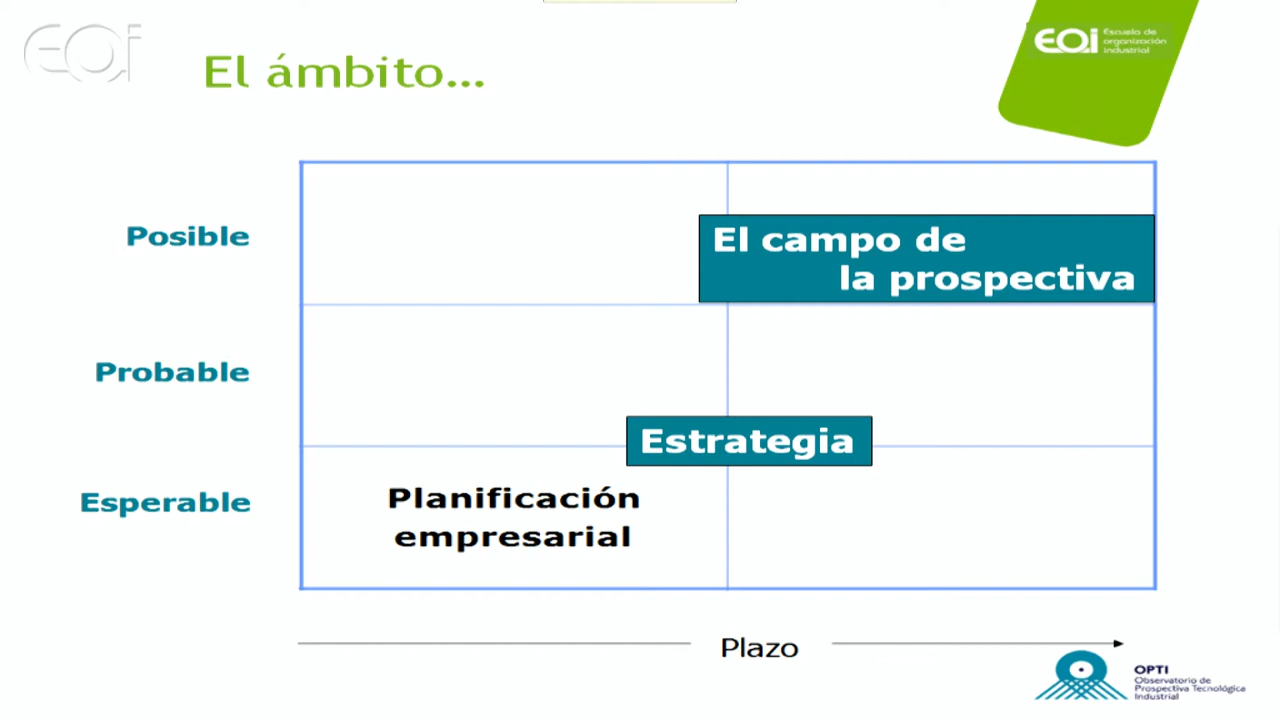 EOi
El ámbito...
EOi
Escuela de
organización
industrial
Posible
El campo de
la prospectiva
Probable
Estrategia
Esperable
Planificación
empresarial
Plazo
OPTI
Observatorio de
Prospectiva Tecnológica
Industrial